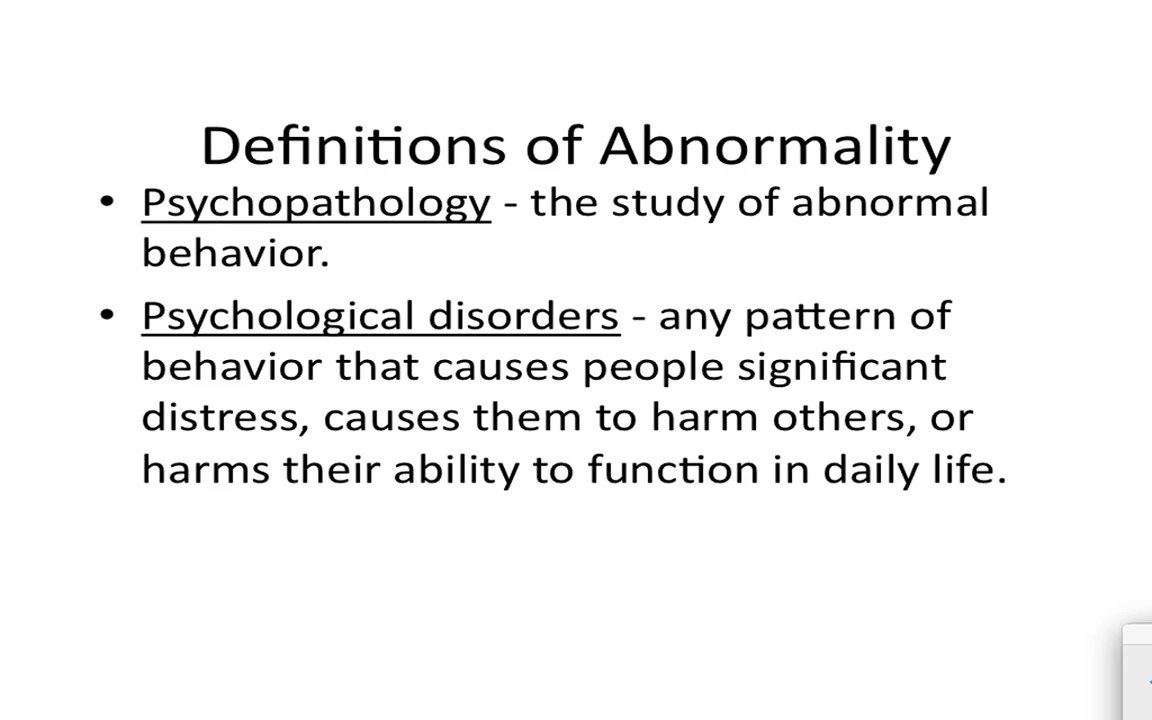 Definitions of Abnormality
• Psychopathology - the study of abnormal
behavior.
• Psychological disorders - any pattern of
behavior that causes people significant
distress, causes them to harm others, or
harms their ability to function in daily life.